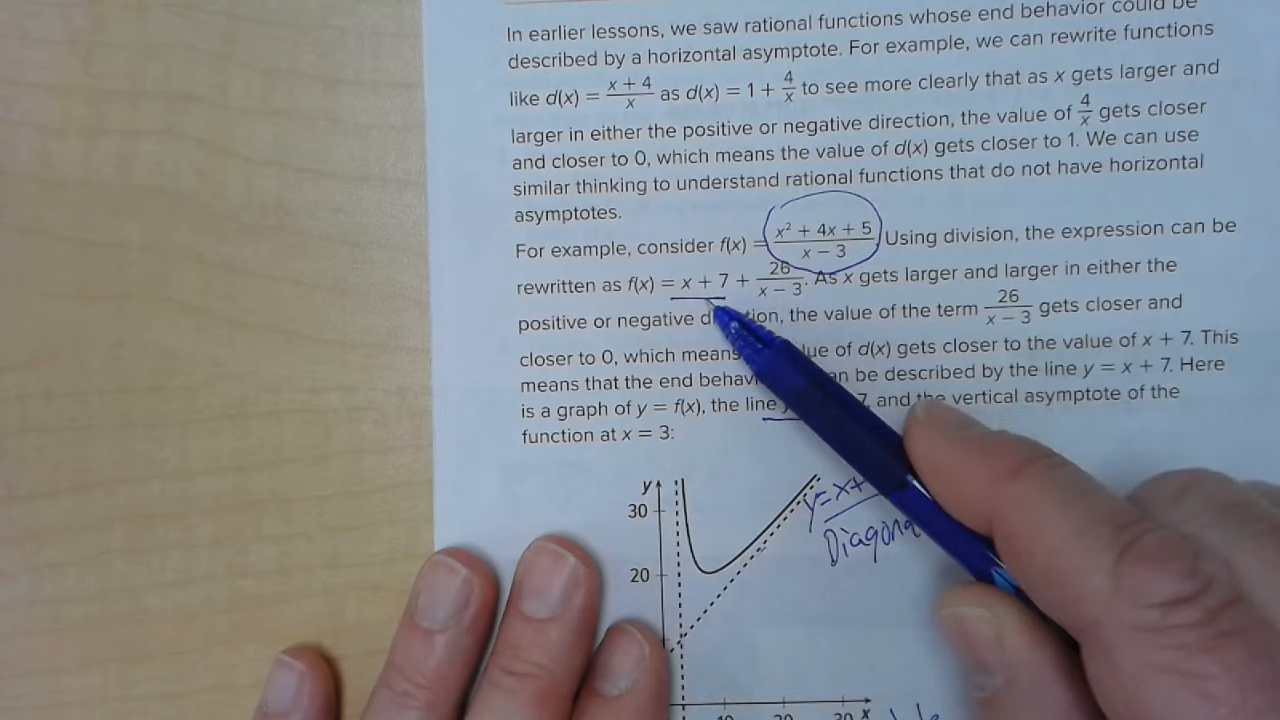 In earlier lessons, we saw rational functions whose end behavior could be
described by a horizontal asymptote. For example, we can rewrite functions
like d(x) = (x + 4)/x as d(x) = 1 + 4/x to see more clearly that as x gets larger and
larger in either the positive or negative direction, the value of 4/x gets closer
and closer to 0, which means the value of d(x) gets closer to 1. We can use
similar thinking to understand rational functions that do not have horizontal
asymptotes.
For example, consider f(x) = (x² + 4x + 5)/(x − 3). Using division, the expression can be
rewritten as f(x) = x + 7 + 26/(x − 3). As x gets larger and larger in either the
positive or negative the value of the term 26/(x − 3) gets closer and
closer to 0, which means of d(x) gets closer to the value of x + 7. This
means that the end be described by the line y = x + 7. Here
is a graph of y = f(x), the line 7, and the vertical asymptote of the
function at x = 3:
y
30
20
y=x+
x